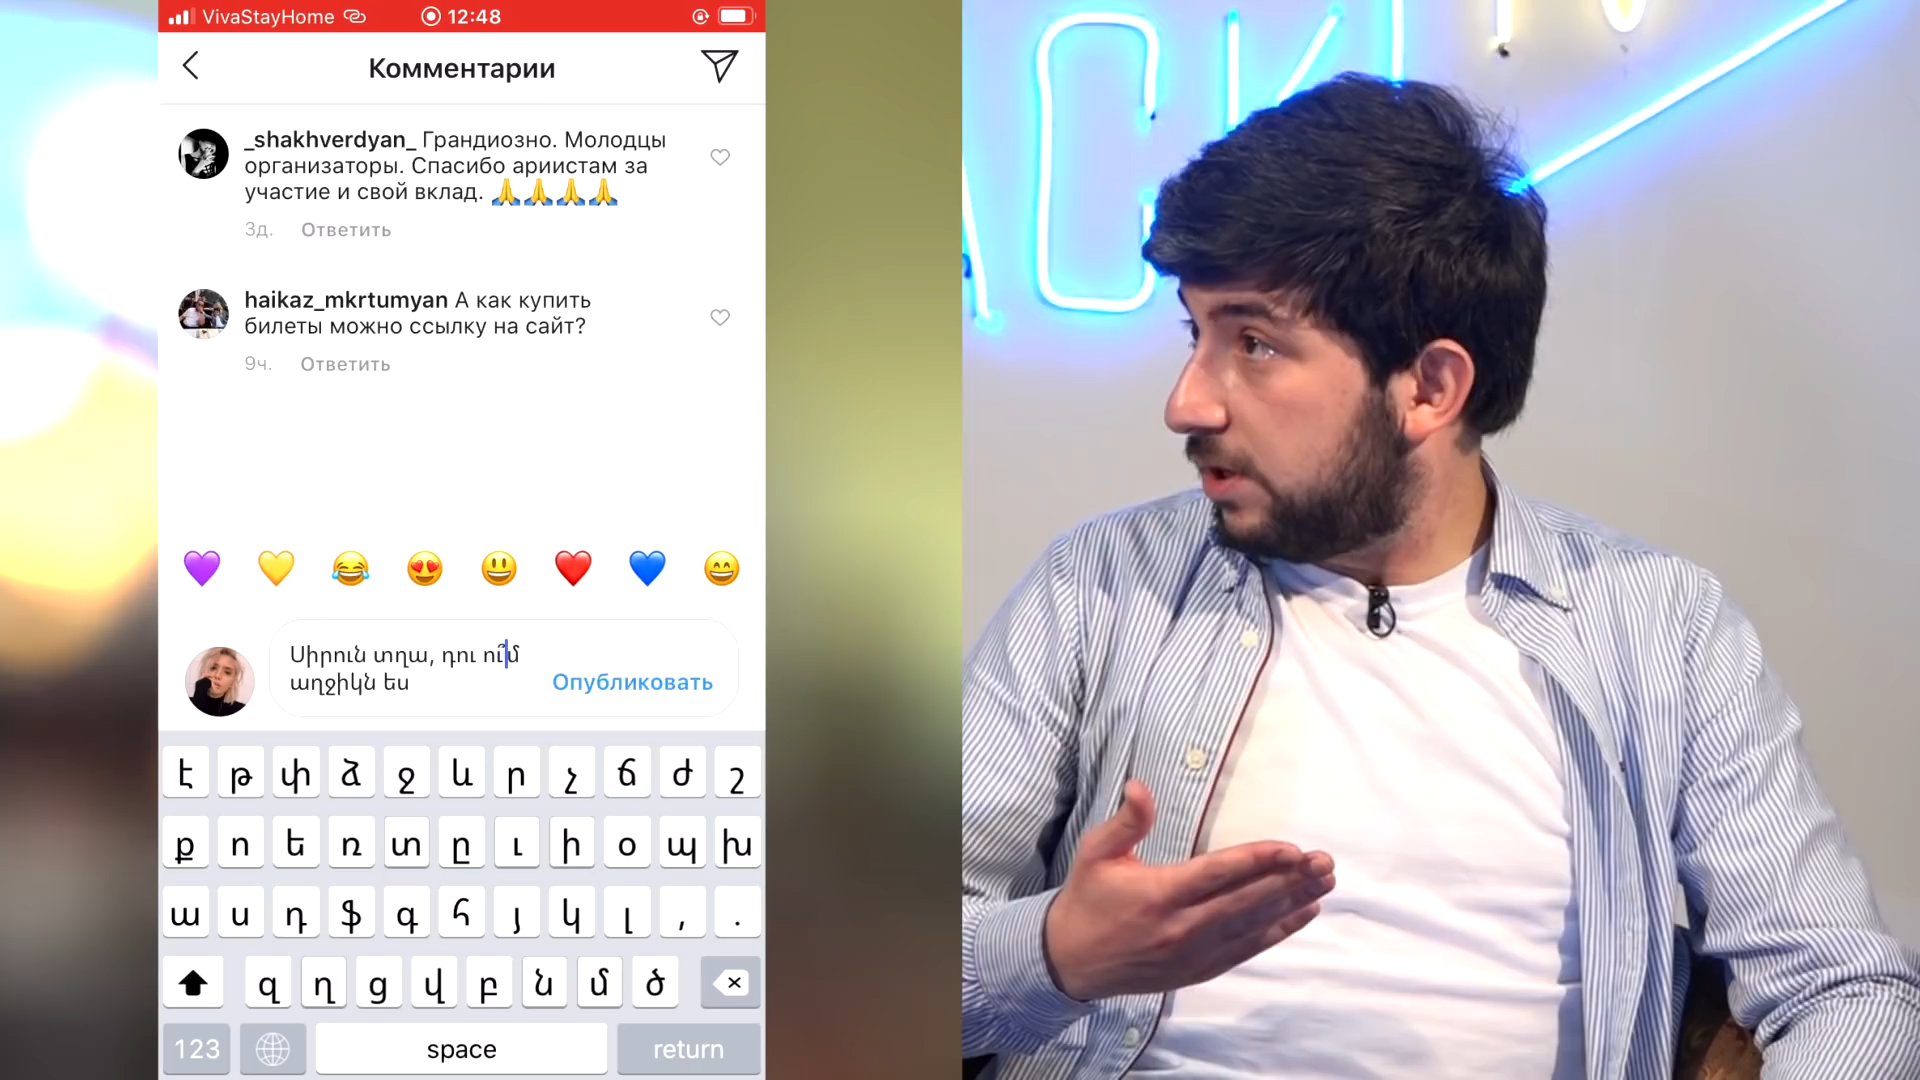 VivaStayHome 12:48
Комментарии
_shakhverdyan_ Грандиозно. Молодцы
организаторы. Спасибо ариистам за
участие и свой вклад. 🙏🙏🙏🙏
3д. Ответить
haikaz_mkrtumyan А как купить
билеты можно ссылку на сайт?
9ч. Ответить
Սիրուն տղա, դու ու՞մ
աղջիկն ես
Опубликовать
է թ փ ձ ջ և ր չ ճ ժ շ
ք ո ե ռ տ ը ւ ի օ պ խ
ա ս դ ֆ գ հ յ կ լ , .
զ ղ ց վ բ ն մ ծ
123 space return